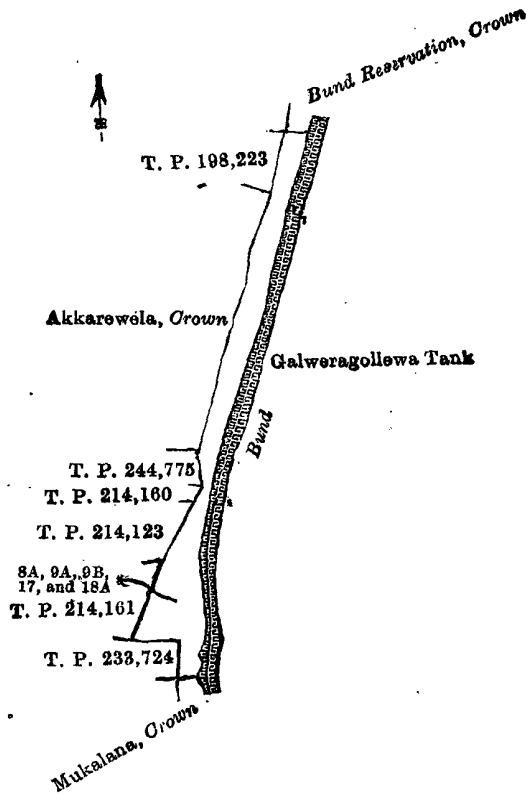 Bund Reservation, Crown
T. P. 198,223
Akkarewela, Crown
Galweragollewa Tank
Bund
T. P. 244,775
T. P. 214,160
T. P. 214,123
8A, 9A, 9B,
17, and 18A
T. P. 214,161
T. P. 233,724
Mukalana, Crown